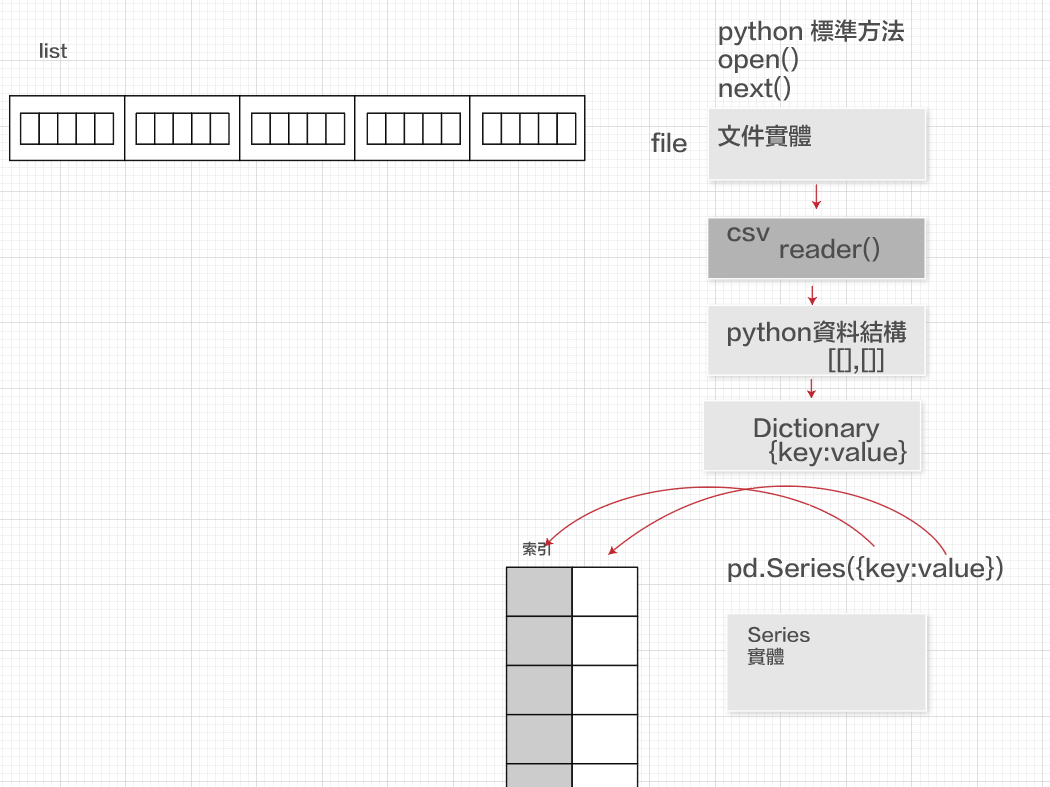 list
python 標準方法
open()
next()
file
文件實體
csv
reader()
python資料結構
[[],[]]
Dictionary
{key:value}
索引
pd.Series({key:value})
Series
實體